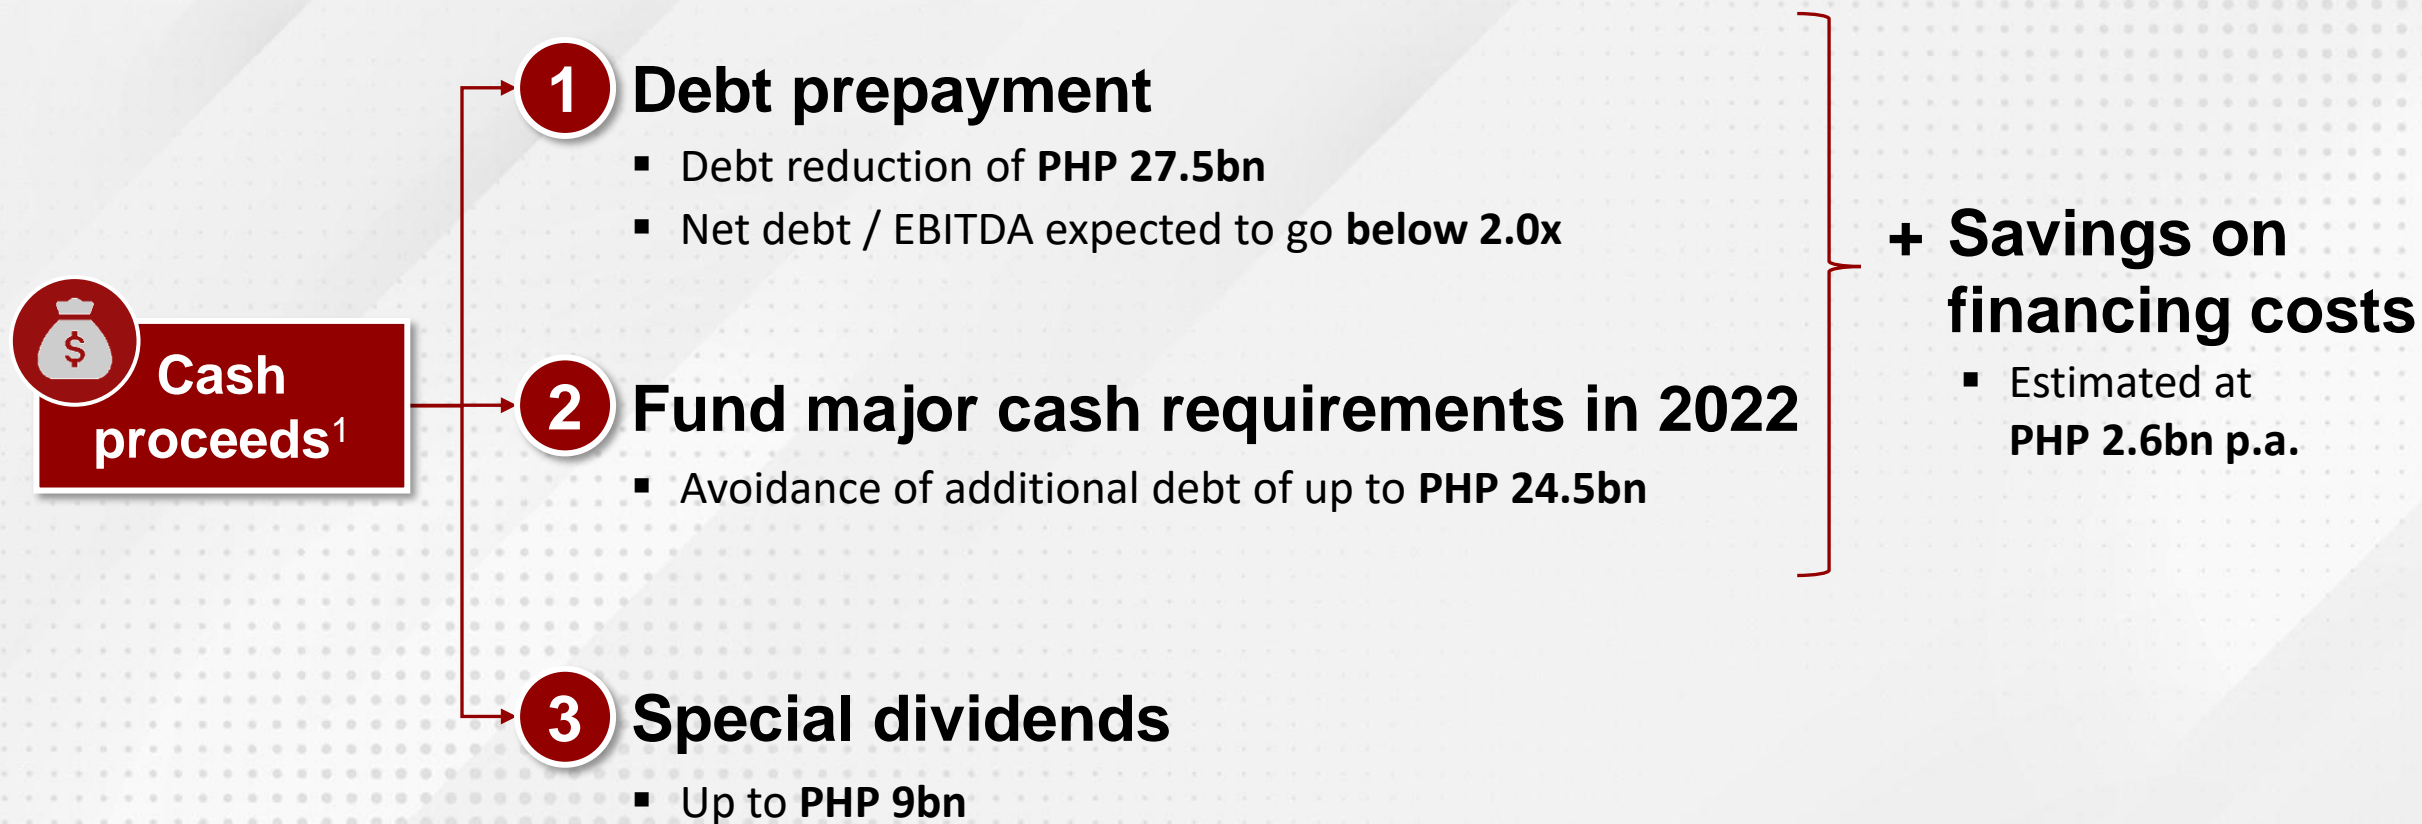 $
Cash
proceeds¹
1
Debt prepayment
▪ Debt reduction of PHP 27.5bn
▪ Net debt / EBITDA expected to go below 2.0x
2
Fund major cash requirements in 2022
▪ Avoidance of additional debt of up to PHP 24.5bn
3
Special dividends
▪ Up to PHP 9bn
+ Savings on
financing costs
▪ Estimated at
PHP 2.6bn p.a.